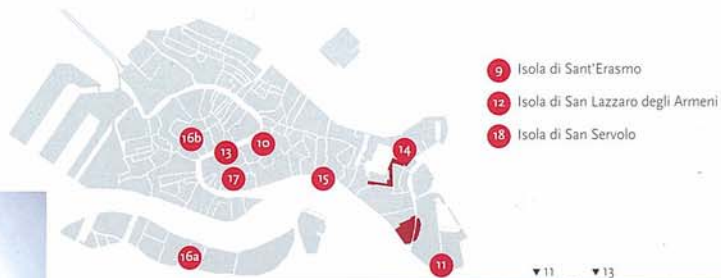 9 Isola di Sant'Erasmo
12 Isola di San Lazzaro degli Armeni
18 Isola di San Servolo
16b
13
10
14
17
15
16a
11
▼ 11 ▼ 13